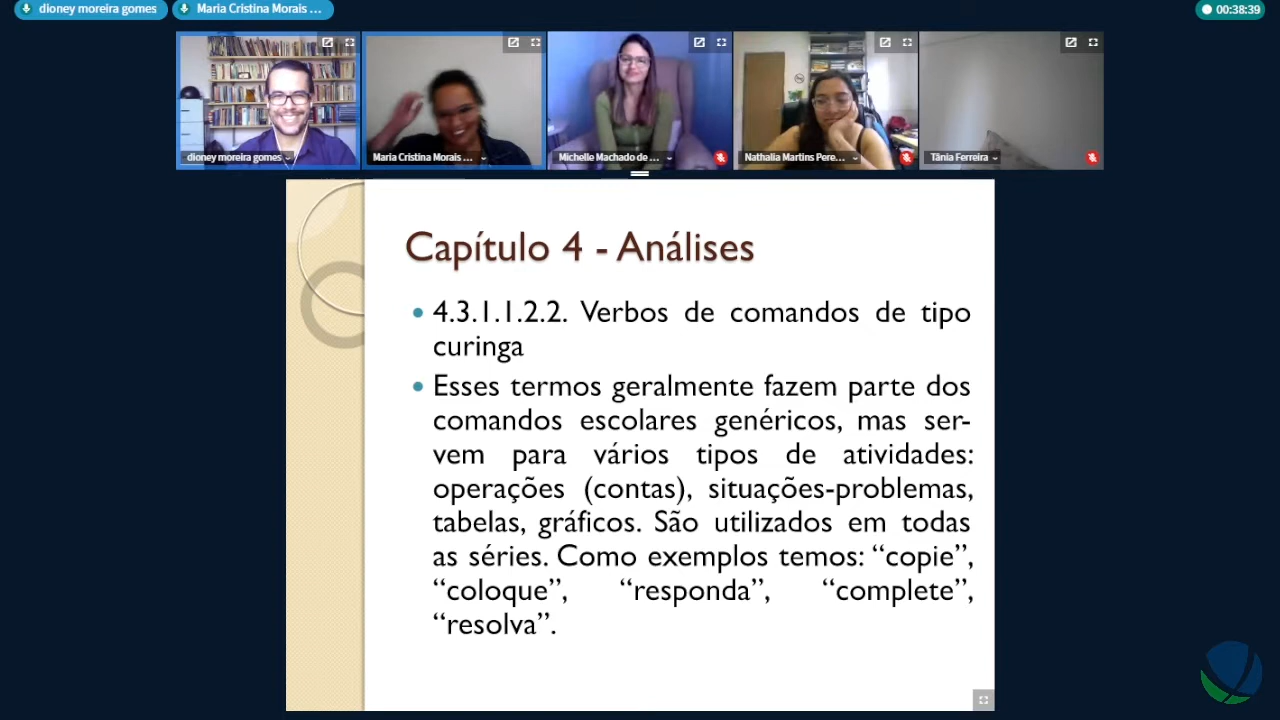 dioney moreira gomes
Maria Cristina Morais ...
00:38:39
dioney moreira gomes
Maria Cristina Morais ...
Michelle Machado de ...
Nathalia Martins Pere...
Tânia Ferreira
Capítulo 4 - Análises
4.3.1.1.2.2. Verbos de comandos de tipo
curinga
Esses termos geralmente fazem parte dos
comandos escolares genéricos, mas ser-
vem para vários tipos de atividades:
operações (contas), situações-problemas,
tabelas, gráficos. São utilizados em todas
as séries. Como exemplos temos: “copie”,
“coloque”, “responda”, “complete”,
“resolva”.